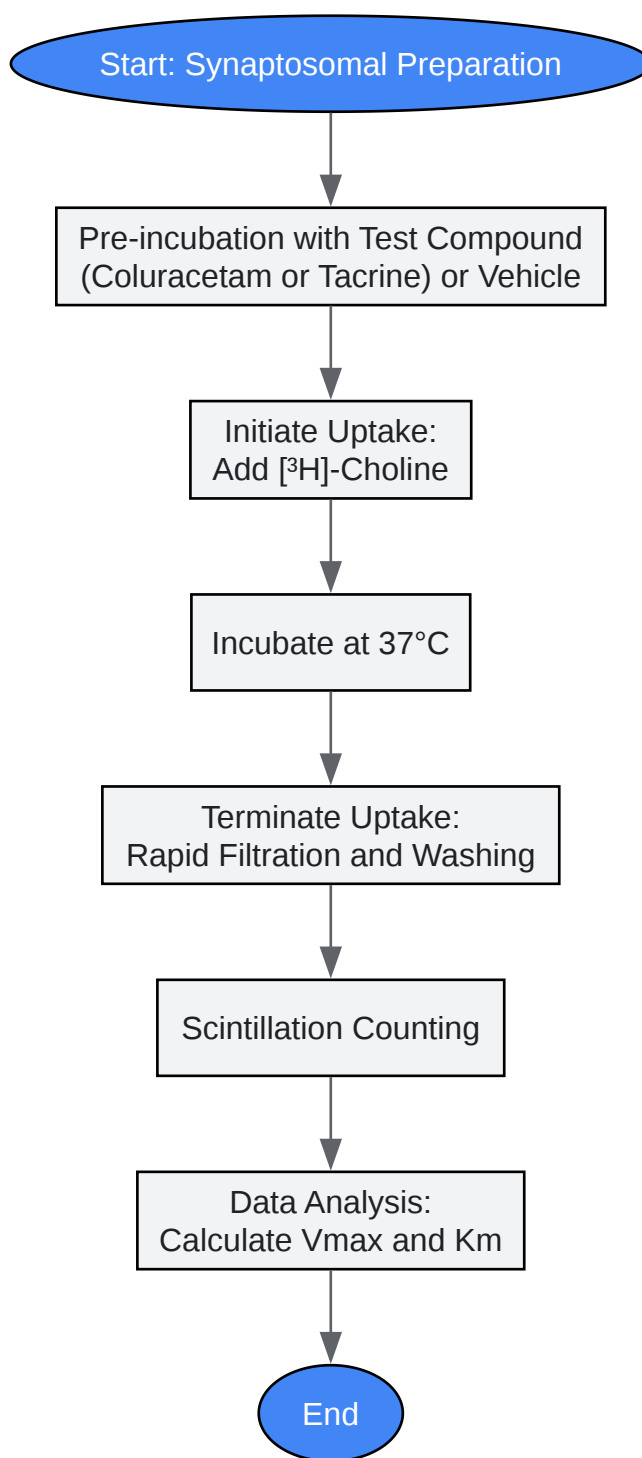 Start: Synaptosomal Preparation
Pre-incubation with Test Compound
(Coluracetam or Tacrine) or Vehicle
Initiate Uptake:
Add [³H]-Choline
Incubate at 37°C
Terminate Uptake:
Rapid Filtration and Washing
Scintillation Counting
Data Analysis:
Calculate Vmax and Km
End